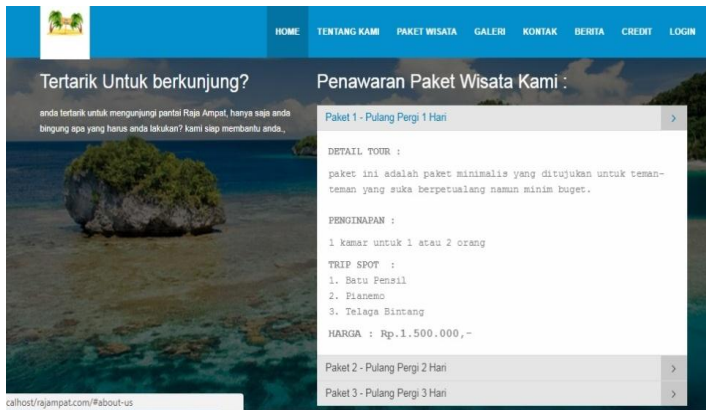 HOME TENTANG KAMI PAKET WISATA GALERI KONTAK BERITA CREDIT LOGIN
Tertarik Untuk berkunjung?
anda tertarik untuk mengunjungi pantai Raja Ampat, hanya saja anda
bingung apa yang harus anda lakukan? kami siap membantu anda.,
Penawaran Paket Wisata Kami :
Paket 1 - Pulang Pergi 1 Hari
DETAIL TOUR :
paket ini adalah paket minimalis yang ditujukan untuk teman-
teman yang suka berpetualang namun minim buget.
PENGINAPAN :
1 kamar untuk 1 atau 2 orang
TRIP SPOT :
1. Batu Pensil
2. Pianemo
3. Telaga Bintang
HARGA : Rp.1.500.000,-
Paket 2 - Pulang Pergi 2 Hari
Paket 3 - Pulang Pergi 3 Hari
calhost/rajampat.com/#about-us